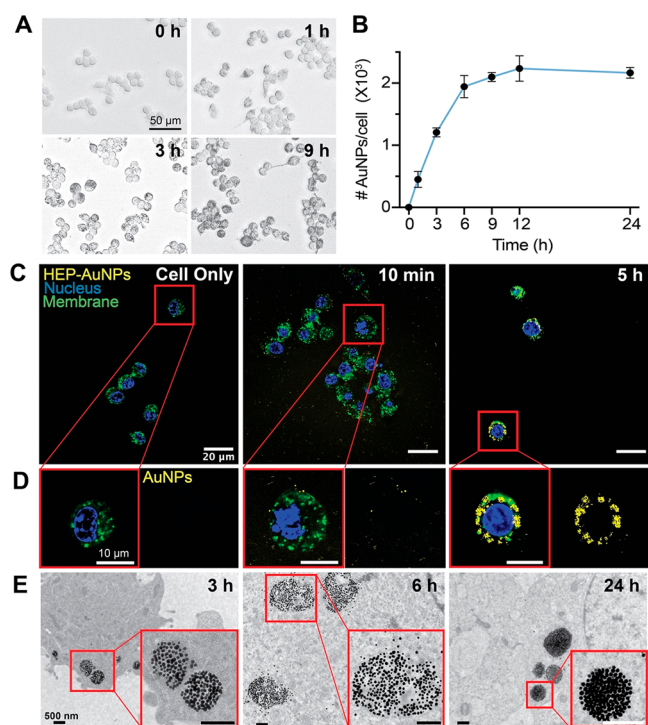 A
0 h
1 h
50 µm
3 h
9 h
B
# AuNPs/cell (X10³)
2
1
0
0 3 6 9 12 24
Time (h)
C
HEP-AuNPs
Nucleus
Membrane
Cell Only
10 min
5 h
20 µm
D
AuNPs
10 µm
E
3 h
6 h
24 h
500 nm